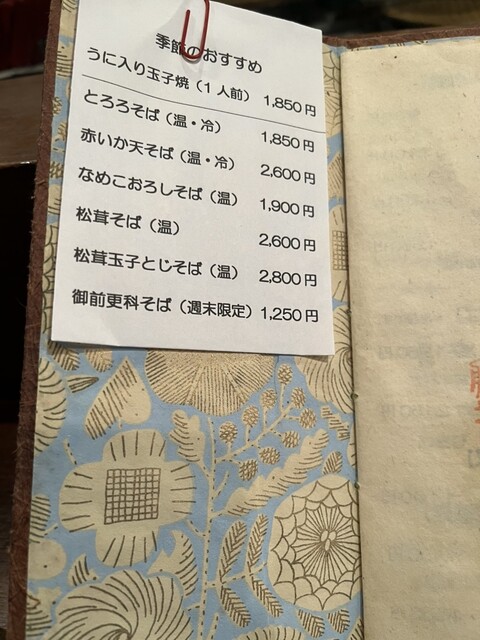 季節のおすすめ
うに入り玉子焼（1人前） 1,850円
とろろそば（温・冷） 1,850円
赤いか天そば（温・冷） 2,600円
なめこおろしそば（温） 1,900円
松茸そば（温） 2,600円
松茸玉子とじそば（温） 2,800円
御前更科そば（週末限定） 1,250円